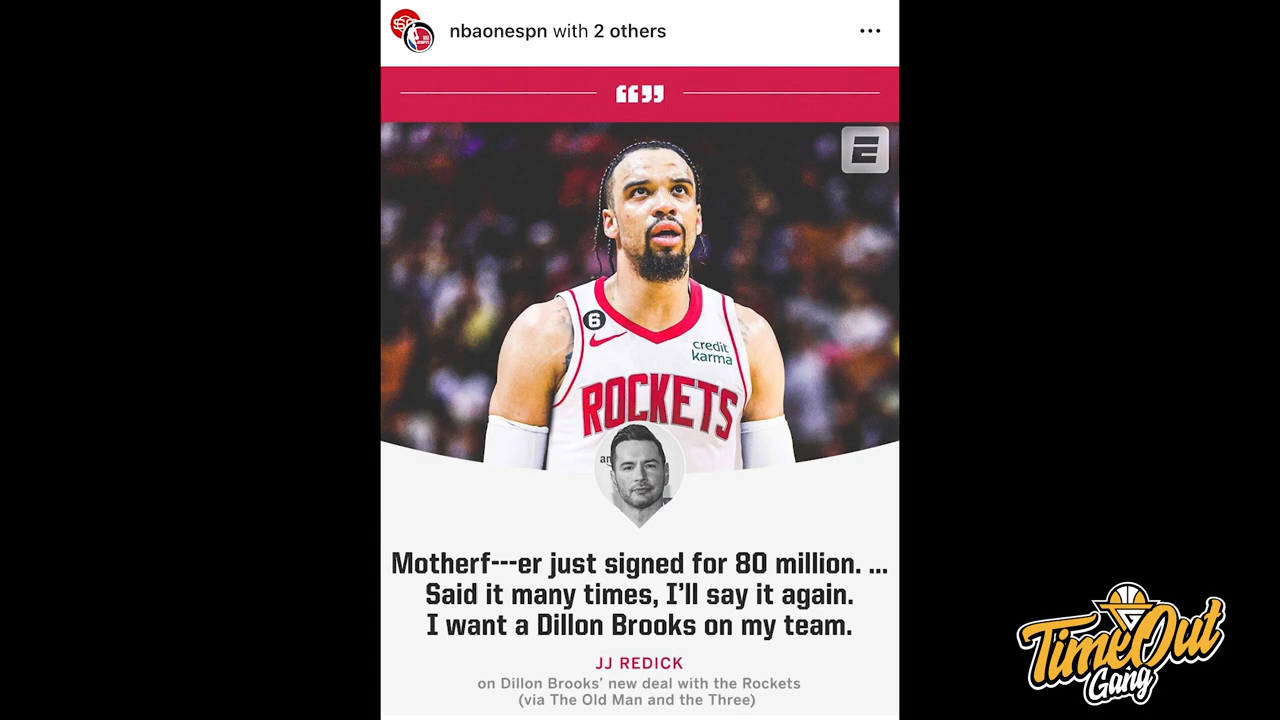 nbaonespn with 2 others
6
credit
karma
ROCKETS
Motherf---er just signed for 80 million. ...
Said it many times, I'll say it again.
I want a Dillon Brooks on my team.
JJ REDICK
on Dillon Brooks' new deal with the Rockets
(via The Old Man and the Three)
TimeOut
Gang